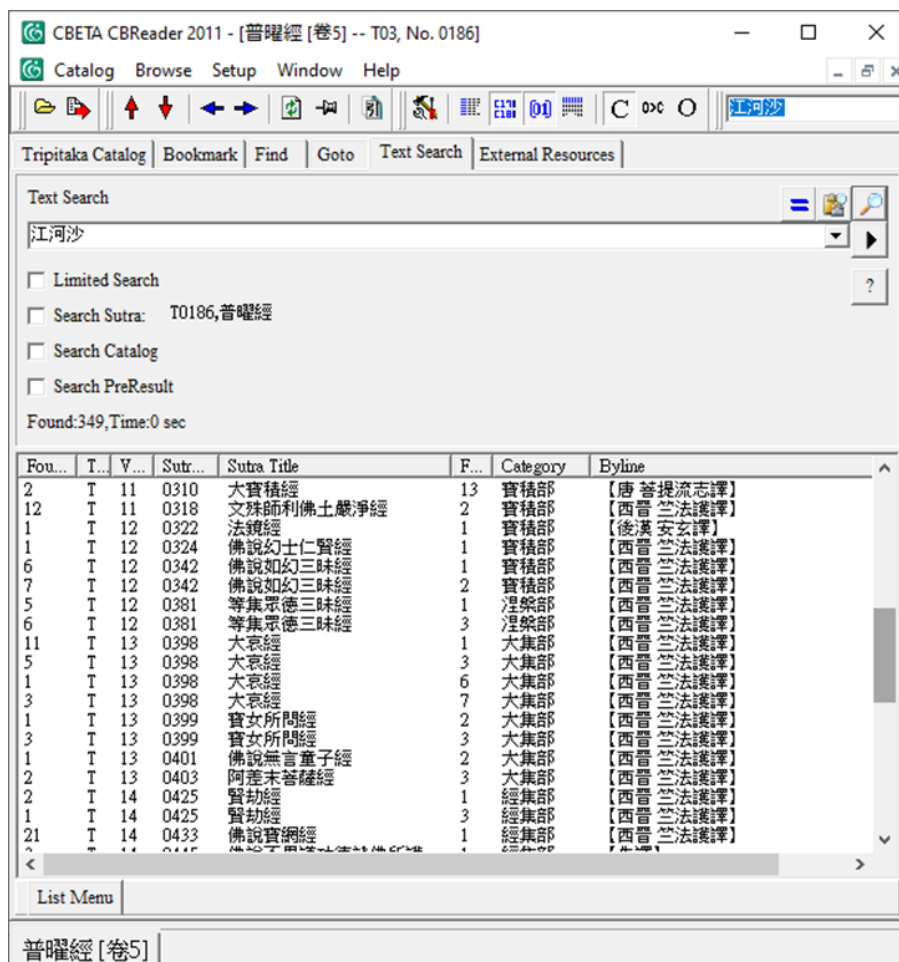 CBETA CBReader 2011 - [普曜經 [卷5] -- T03, No. 0186]
Catalog Browse Setup Window Help
C O>C O 江河沙
Tripitaka Catalog Bookmark Find Goto Text Search External Resources
Text Search
江河沙
Limited Search
?
Search Sutra: T0186,普曜經
Search Catalog
Search PreResult
Found:349,Time:0 sec
Fou... T... V... Sutr... Sutra Title F... Category Byline
2 T 11 0310 大寶積經 13 寶積部 【唐 菩提流志譯】
12 T 11 0318 文殊師利佛土嚴淨經 2 寶積部 【西晉 竺法護譯】
1 T 12 0322 法鏡經 1 寶積部 【後漢 安玄譯】
1 T 12 0324 佛說幻士仁賢經 1 寶積部 【西晉 竺法護譯】
6 T 12 0342 佛說如幻三昧經 1 寶積部 【西晉 竺法護譯】
7 T 12 0342 佛說如幻三昧經 2 寶積部 【西晉 竺法護譯】
5 T 12 0381 等集眾德三昧經 1 涅槃部 【西晉 竺法護譯】
6 T 12 0381 等集眾德三昧經 3 涅槃部 【西晉 竺法護譯】
11 T 13 0398 大哀經 1 大集部 【西晉 竺法護譯】
5 T 13 0398 大哀經 3 大集部 【西晉 竺法護譯】
1 T 13 0398 大哀經 6 大集部 【西晉 竺法護譯】
3 T 13 0398 大哀經 7 大集部 【西晉 竺法護譯】
1 T 13 0399 寶女所問經 2 大集部 【西晉 竺法護譯】
3 T 13 0399 寶女所問經 3 大集部 【西晉 竺法護譯】
1 T 13 0401 佛說無言童子經 2 大集部 【西晉 竺法護譯】
2 T 13 0403 阿差末菩薩經 3 大集部 【西晉 竺法護譯】
2 T 14 0425 賢劫經 1 經集部 【西晉 竺法護譯】
1 T 14 0425 賢劫經 3 經集部 【西晉 竺法護譯】
21 T 14 0433 佛說寶網經 1 經集部 【西晉 竺法護譯】
List Menu
普曜經 [卷5]